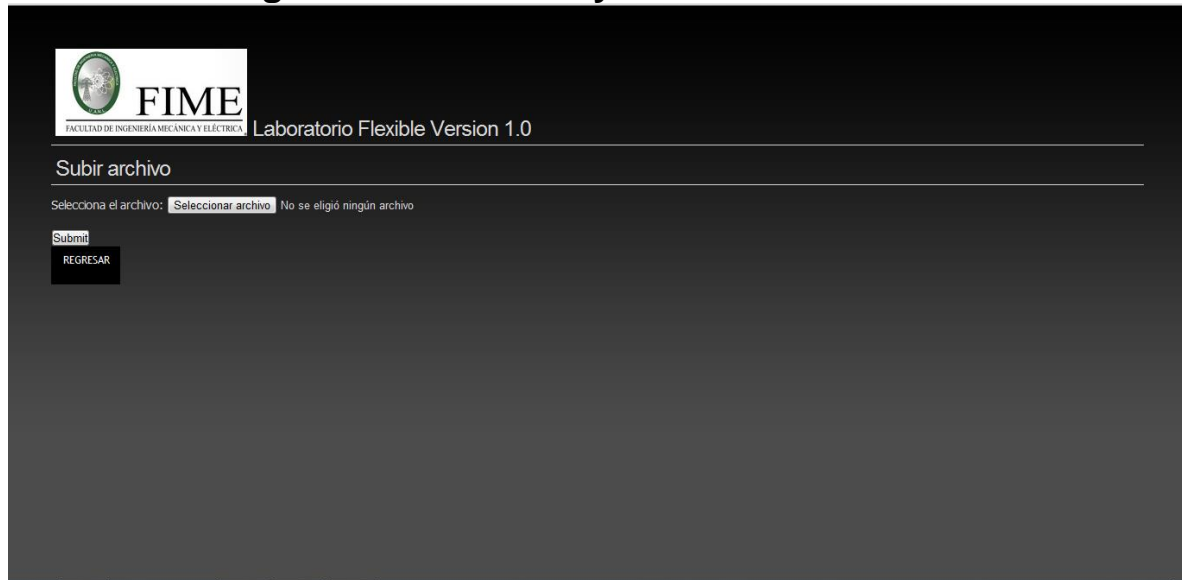 FIME
FACULTAD DE INGENIERÍA MECÁNICA Y ELÉCTRICA
Laboratorio Flexible Version 1.0
Subir archivo
Selecciona el archivo: Seleccionar archivo No se eligió ningún archivo
Submit
REGRESAR